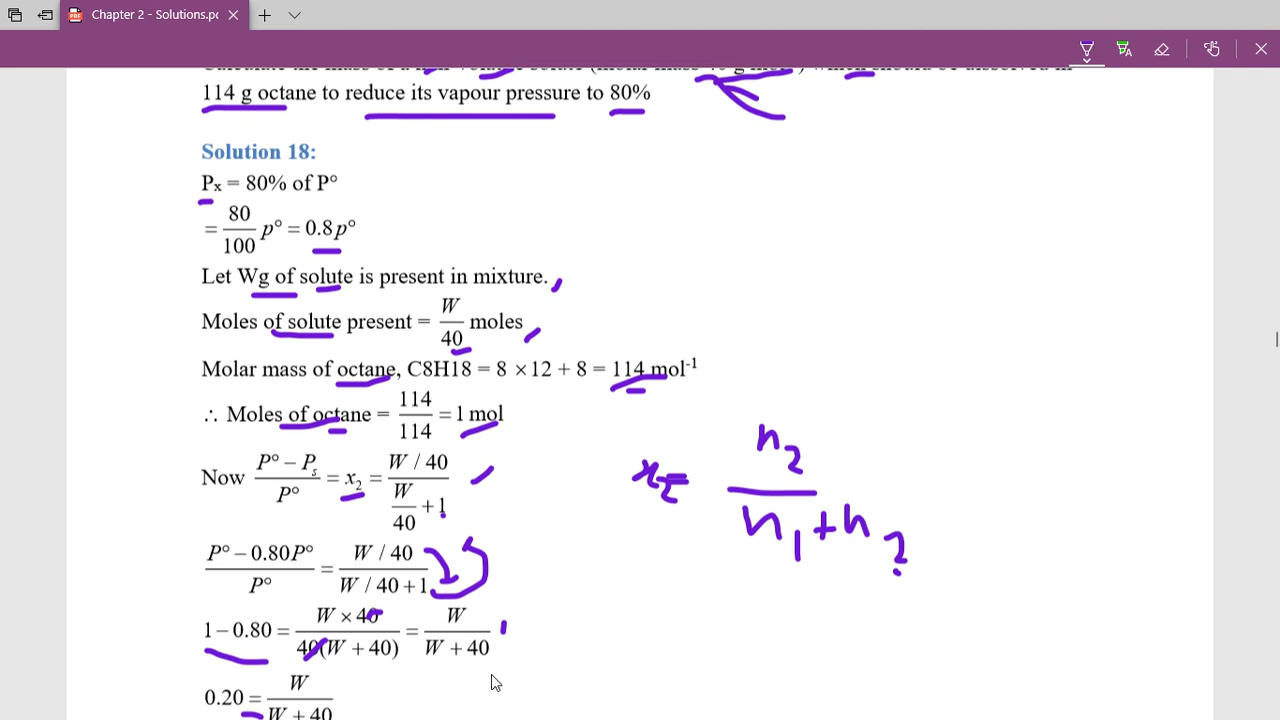 Chapter 2 - Solutions.pc
114 g octane to reduce its vapour pressure to 80%
Solution 18:
Pₓ = 80% of P°
= 80/100 p° = 0.8p°
Let Wg of solute is present in mixture.
Moles of solute present = W/40 moles
Molar mass of octane, C8H18 = 8 ×12 + 8 = 114 mol⁻¹
∴ Moles of octane = 114/114 = 1 mol
Now (P° – Pₛ)/P° = x₂ = (W / 40)/(W/40 + 1)
x₂ = n₂/(n₁+n₂)
(P° – 0.80P°)/P° = (W / 40)/(W / 40 + 1)
1 – 0.80 = (W × 40)/(40(W + 40)) = W/(W + 40)
0.20 = W/(W + 40)